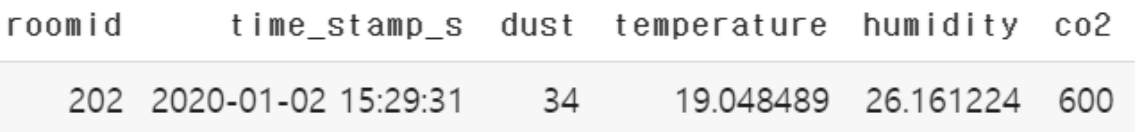 roomid time_stamp_s dust temperature humidity co2
202 2020-01-02 15:29:31 34 19.048489 26.161224 600